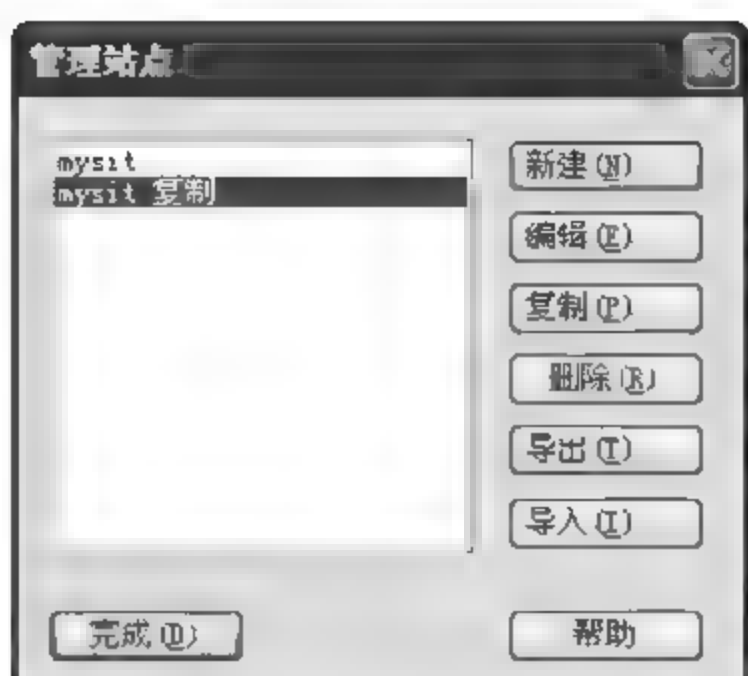 管理站点
mysit
mysit 复制
新建(N)
编辑(E)
复制(P)
删除(R)
导出(T)
导入(I)
完成(D)
帮助